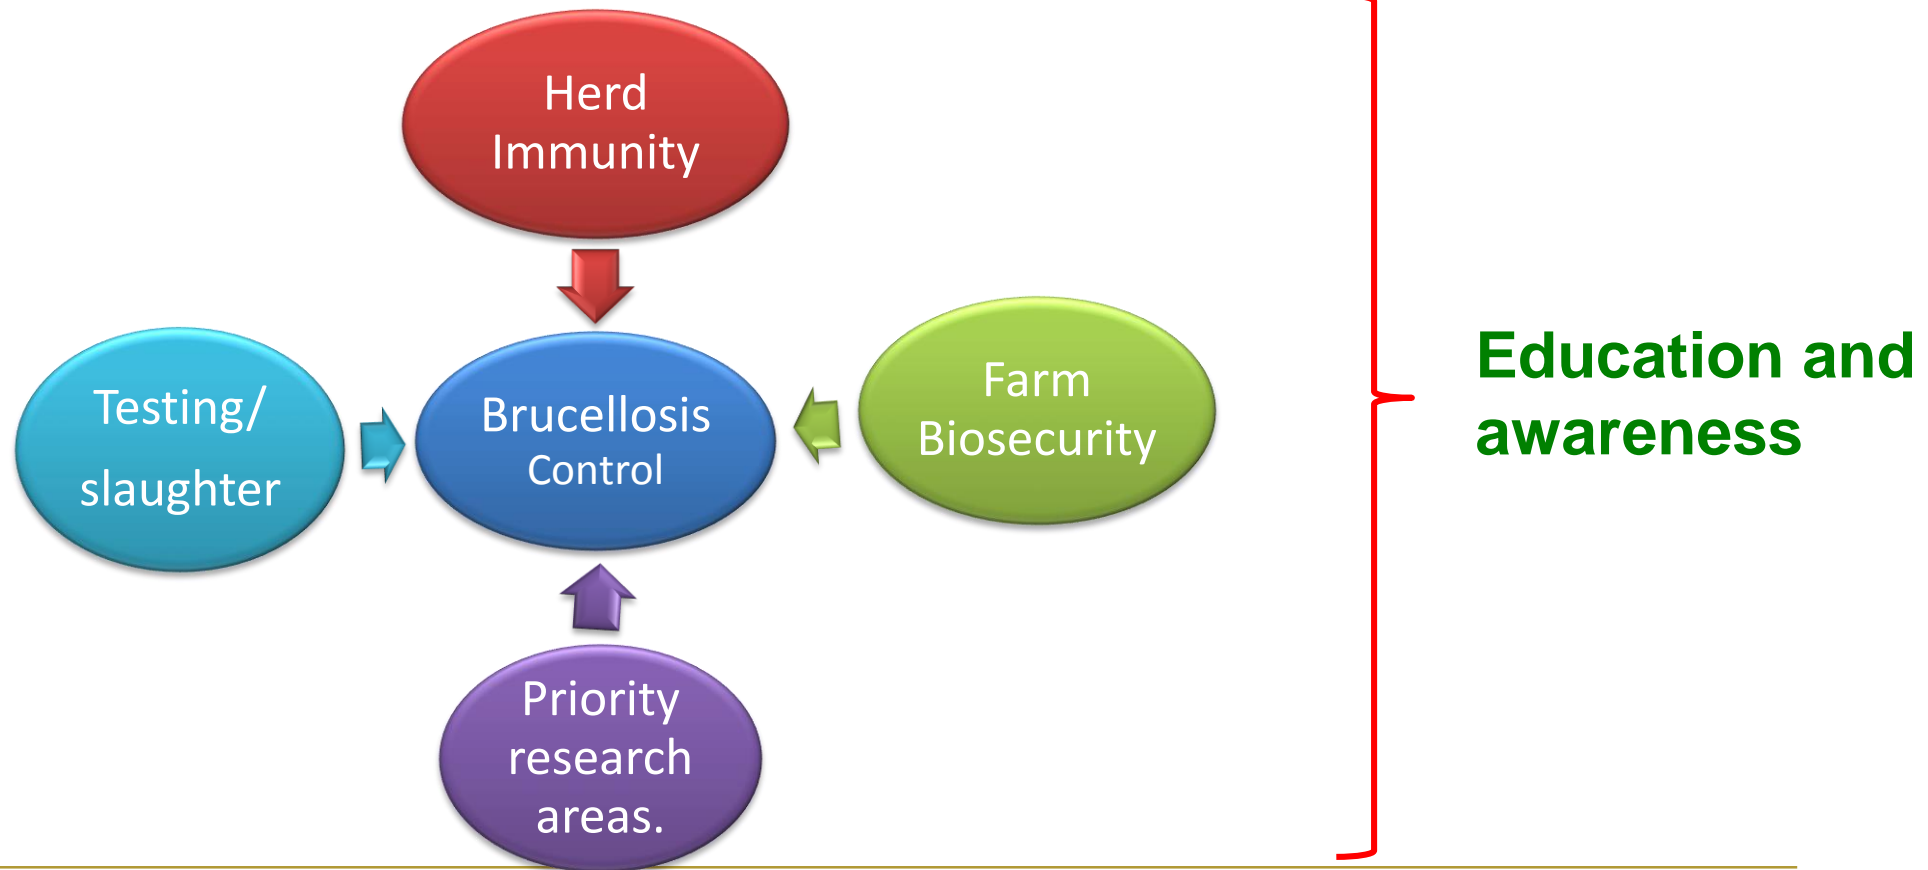 Herd
Immunity
Testing/
slaughter
Brucellosis
Control
Farm
Biosecurity
Priority
research
areas.
Education and
awareness